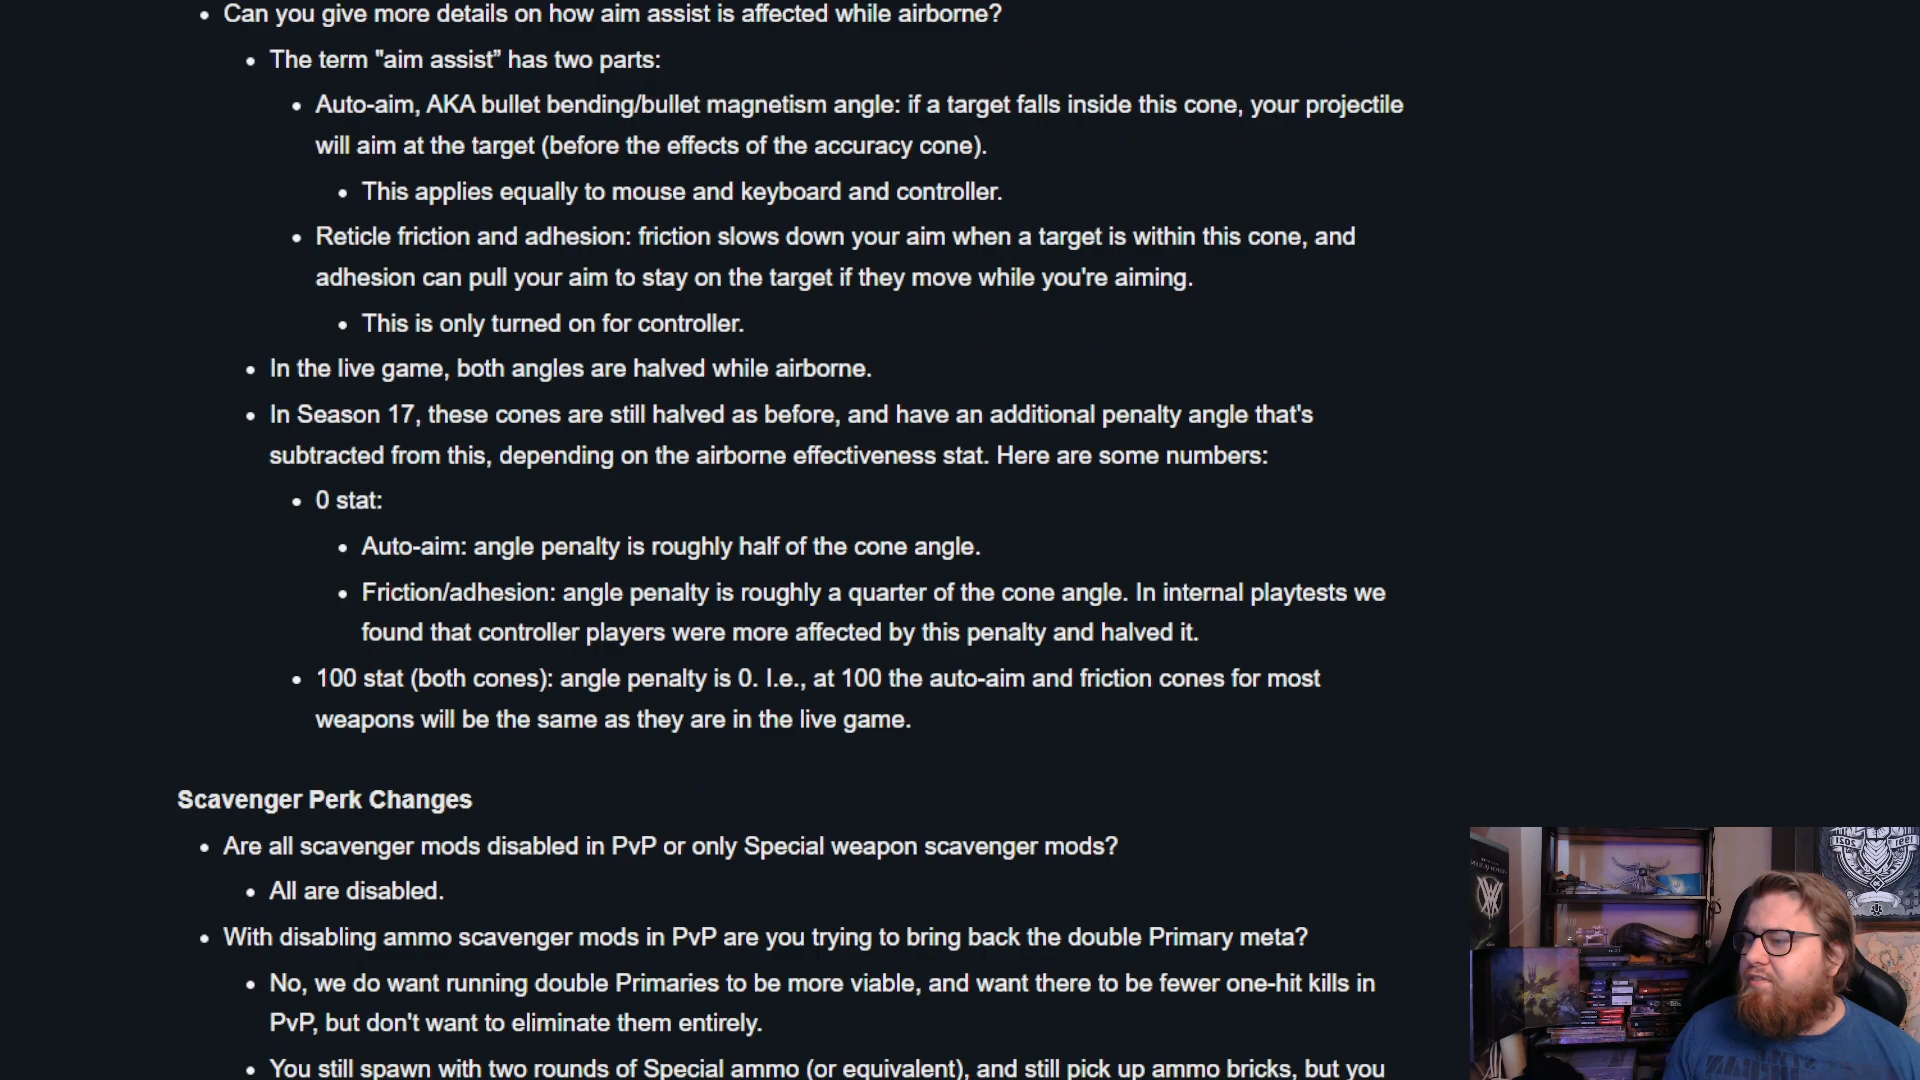 Can you give more details on how aim assist is affected while airborne?
The term "aim assist” has two parts:
Auto-aim, AKA bullet bending/bullet magnetism angle: if a target falls inside this cone, your projectile
will aim at the target (before the effects of the accuracy cone).
This applies equally to mouse and keyboard and controller.
Reticle friction and adhesion: friction slows down your aim when a target is within this cone, and
adhesion can pull your aim to stay on the target if they move while you're aiming.
This is only turned on for controller.
In the live game, both angles are halved while airborne.
In Season 17, these cones are still halved as before, and have an additional penalty angle that's
subtracted from this, depending on the airborne effectiveness stat. Here are some numbers:
0 stat:
Auto-aim: angle penalty is roughly half of the cone angle.
Friction/adhesion: angle penalty is roughly a quarter of the cone angle. In internal playtests we
found that controller players were more affected by this penalty and halved it.
100 stat (both cones): angle penalty is 0. I.e., at 100 the auto-aim and friction cones for most
weapons will be the same as they are in the live game.
Scavenger Perk Changes
Are all scavenger mods disabled in PvP or only Special weapon scavenger mods?
All are disabled.
With disabling ammo scavenger mods in PvP are you trying to bring back the double Primary meta?
No, we do want running double Primaries to be more viable, and want there to be fewer one-hit kills in
PvP, but don't want to eliminate them entirely.
You still spawn with two rounds of Special ammo (or equivalent), and still pick up ammo bricks, but you